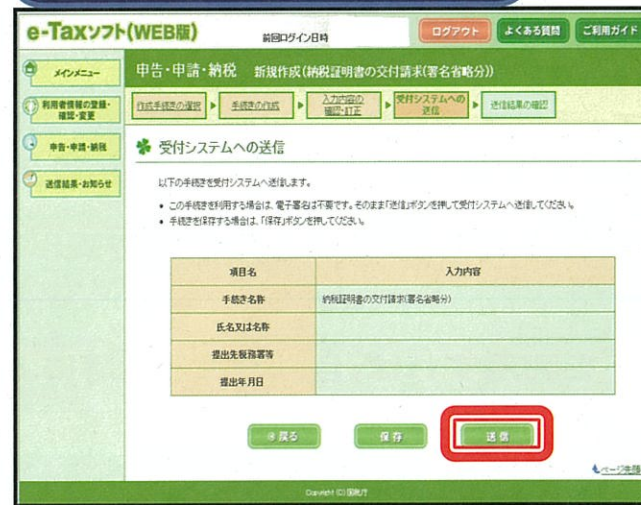 e-Taxソフト(WEB版)
前回ログイン日時
ログアウト
よくある質問
ご利用ガイド
メインメニュー
利用者情報の登録・
確認・変更
申告・申請・納税
送信結果・お知らせ
申告・申請・納税 新規作成(納税証明書の交付請求(署名省略分))
作成手続きの選択
手続きの作成
入力内容の
確認・訂正
受付システムへの
送信
送信結果の確認
受付システムへの送信
以下の手続きを受付システムへ送信します。
• この手続きを利用する場合は、電子署名は不要です。そのまま「送信」ボタンを押して受付システムへ送信してください。
• 手続きを保存する場合は、「保存」ボタンを押してください。
項目名 入力内容
手続き名称 納税証明書の交付請求(署名省略分)
氏名又は名称
提出先税務署等
提出年月日
戻る
保存
送信
ページ先頭
Copyright (C) 国税庁